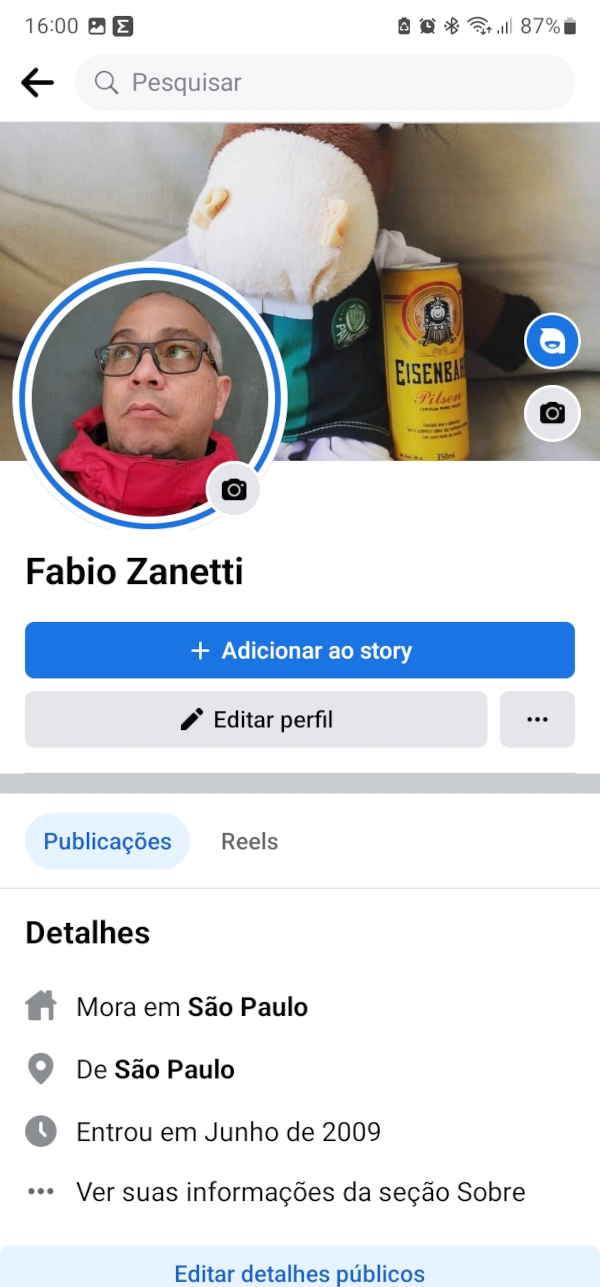 16:00
87%
Pesquisar
EISENBAH
Pilsen
350ml
Fabio Zanetti
+ Adicionar ao story
Editar perfil
Publicações Reels
Detalhes
Mora em São Paulo
De São Paulo
Entrou em Junho de 2009
Ver suas informações da seção Sobre
Editar detalhes públicos